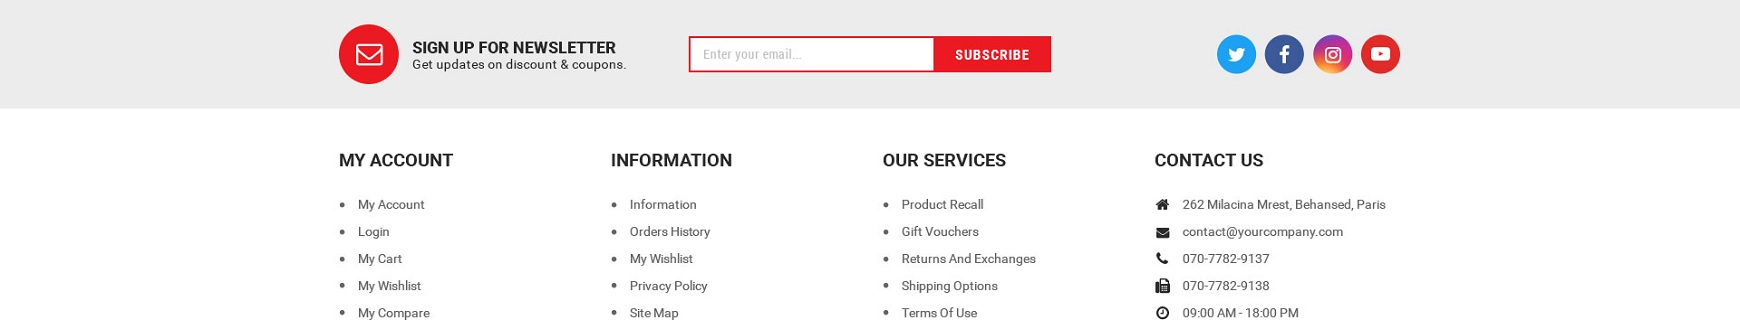 SIGN UP FOR NEWSLETTER
Get updates on discount & coupons.
Enter your email...
SUBSCRIBE
MY ACCOUNT
My Account
Login
My Cart
My Wishlist
My Compare
INFORMATION
Information
Orders History
My Wishlist
Privacy Policy
Site Map
OUR SERVICES
Product Recall
Gift Vouchers
Returns And Exchanges
Shipping Options
Terms Of Use
CONTACT US
262 Milacina Mrest, Behansed, Paris
contact@yourcompany.com
070-7782-9137
070-7782-9138
09:00 AM - 18:00 PM